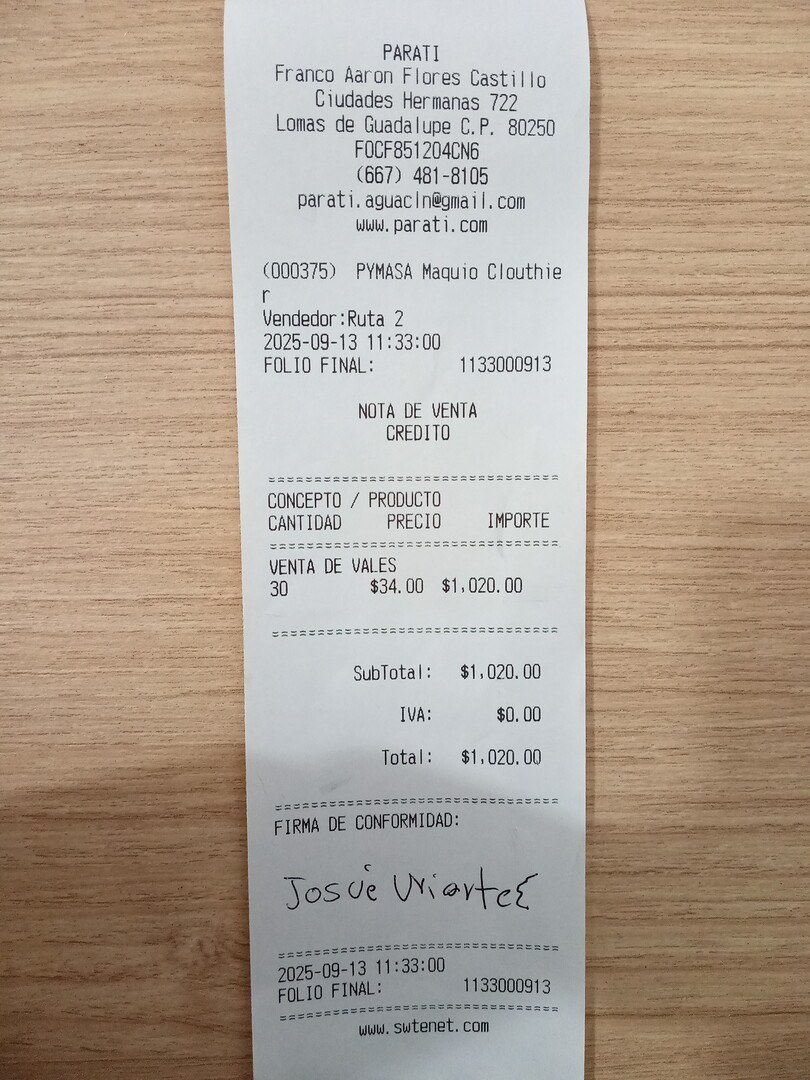 PARATI
Franco Aaron Flores Castillo
Ciudades Hermanas 722
Lomas de Guadalupe C.P. 80250
FOCF851204CN6
(667) 481-8105
parati.aguacln@gmail.com
www.parati.com
(000375) PYMASA Maquio Clouthie
r
Vendedor:Ruta 2
2025-09-13 11:33:00
FOLIO FINAL: 1133000913
NOTA DE VENTA
CREDITO
==============================
CONCEPTO / PRODUCTO
CANTIDAD PRECIO IMPORTE
==============================
VENTA DE VALES
30 $34.00 $1,020.00
==============================
SubTotal: $1,020.00
IVA: $0.00
Total: $1,020.00
==============================
FIRMA DE CONFORMIDAD:
Josué Uriarte
==============================
2025-09-13 11:33:00
FOLIO FINAL: 1133000913
==============================
www.swtenet.com